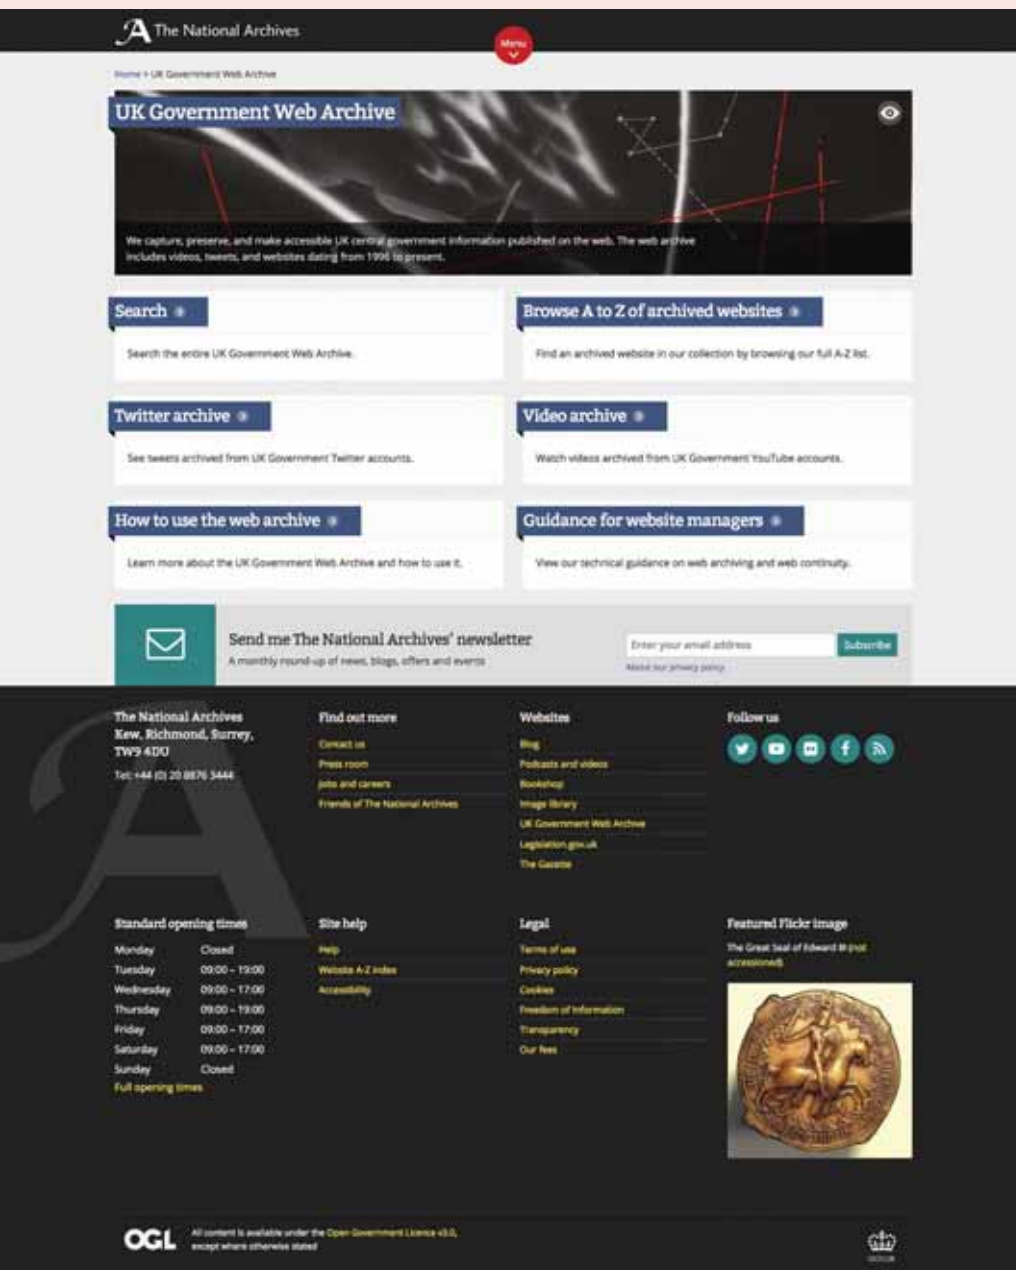 The National Archives
Menu
Home > UK Government Web Archive
UK Government Web Archive
We capture, preserve, and make accessible UK central government information published on the web. The web archive
includes videos, tweets, and websites dating from 1996 to present.
Search
Search the entire UK Government Web Archive.
Browse A to Z of archived websites
Find an archived website in our collection by browsing our full A-Z list.
Twitter archive
See tweets archived from UK Government Twitter accounts.
Video archive
Watch videos archived from UK Government YouTube accounts.
How to use the web archive
Learn more about the UK Government Web Archive and how to use it.
Guidance for website managers
View our technical guidance on web archiving and web continuity.
Send me The National Archives' newsletter
A monthly round-up of news, blogs, offers and events
Enter your email address
Subscribe
About our privacy policy
The National Archives
Kew, Richmond, Surrey,
TW9 4DU
Tel: +44 (0) 20 8876 3444
Find out more
Contact us
Press room
Jobs and careers
Friends of The National Archives
Websites
Blog
Podcasts and videos
Bookshop
Image library
UK Government Web Archive
Legislation.gov.uk
The Gazette
Follow us
Standard opening times
Monday Closed
Tuesday 09:00 – 19:00
Wednesday 09:00 – 17:00
Thursday 09:00 – 19:00
Friday 09:00 – 17:00
Saturday 09:00 – 17:00
Sunday Closed
Full opening times
Site help
Help
Website A-Z index
Accessibility
Legal
Terms of use
Privacy policy
Cookies
Freedom of Information
Transparency
Our fees
Featured Flickr image
The Great Seal of Edward III (not
accessioned)
OGL
All content is available under the Open Government Licence v3.0,
except where otherwise stated